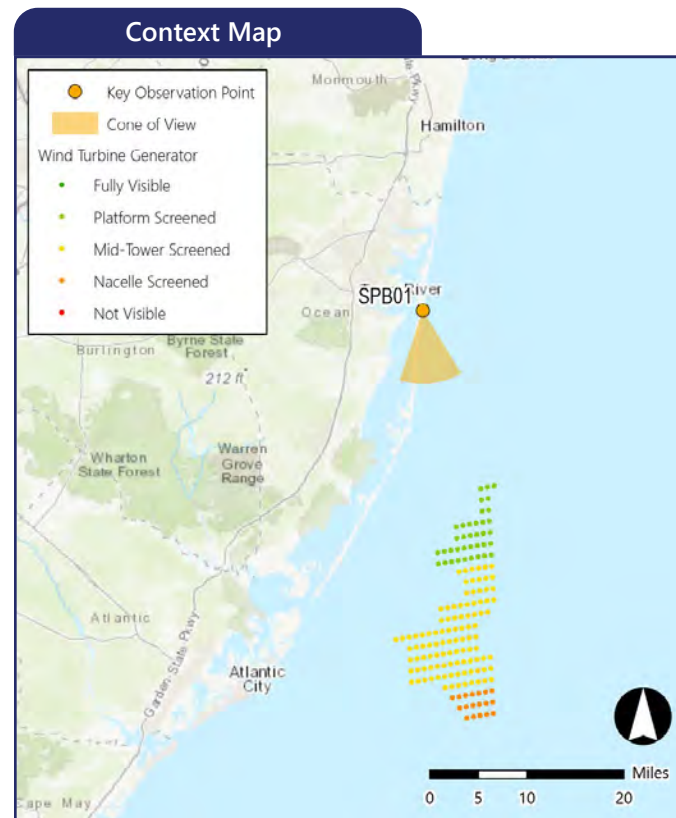 Context Map
Key Observation Point
Cone of View
Wind Turbine Generator
Fully Visible
Platform Screened
Mid-Tower Screened
Nacelle Screened
Not Visible
Monmouth
Pkwy
Hamilton
SPB01
River
Ocean
Burlington
Byrne State
Forest
212 ft
Wharton
State Forest
Warren
Grove
Range
Atlantic
Garden State Pkwy
Atlantic
City
Cape May
Miles
0 5 10 20